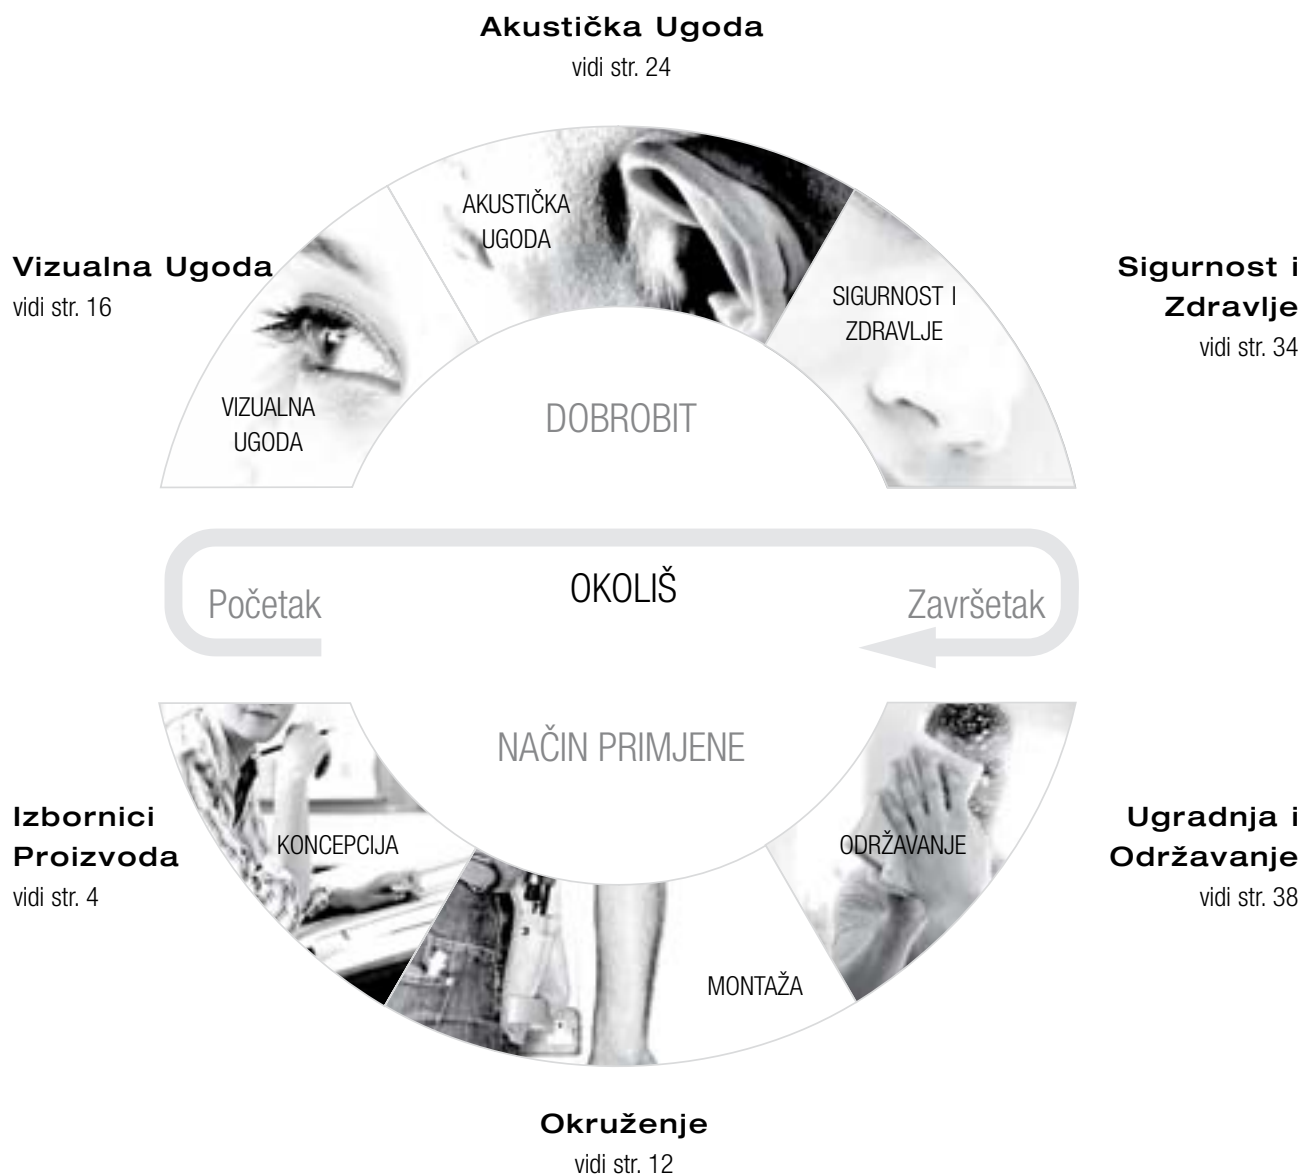 Akustička Ugoda
vidi str. 24
AKUSTIČKA
UGODA
Vizualna Ugoda
vidi str. 16
Sigurnost i
Zdravlje
vidi str. 34
SIGURNOST I
ZDRAVLJE
VIZUALNA
UGODA
DOBROBIT
OKOLIŠ
Početak
Završetak
NAČIN PRIMJENE
Izbornici
Proizvoda
vidi str. 4
KONCEPCIJA
ODRŽAVANJE
Ugradnja i
Održavanje
vidi str. 38
MONTAŽA
Okruženje
vidi str. 12